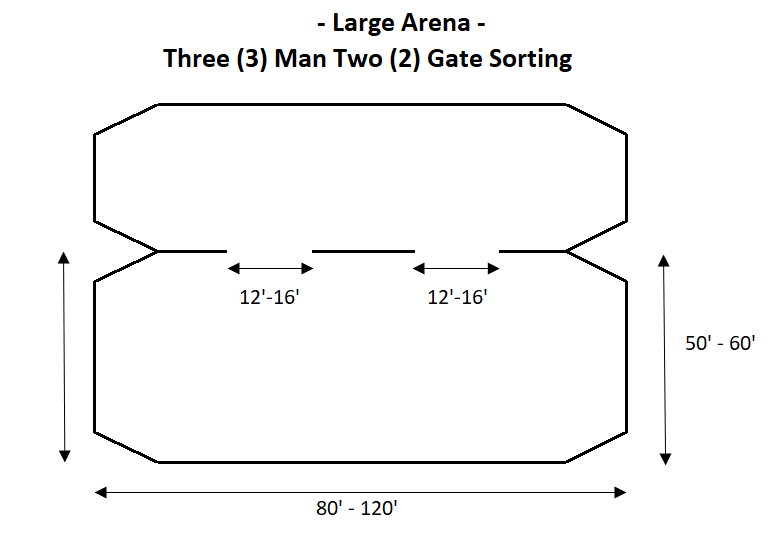 - Large Arena -
Three (3) Man Two (2) Gate Sorting
12'-16'
12'-16'
50' - 60'
80' - 120'